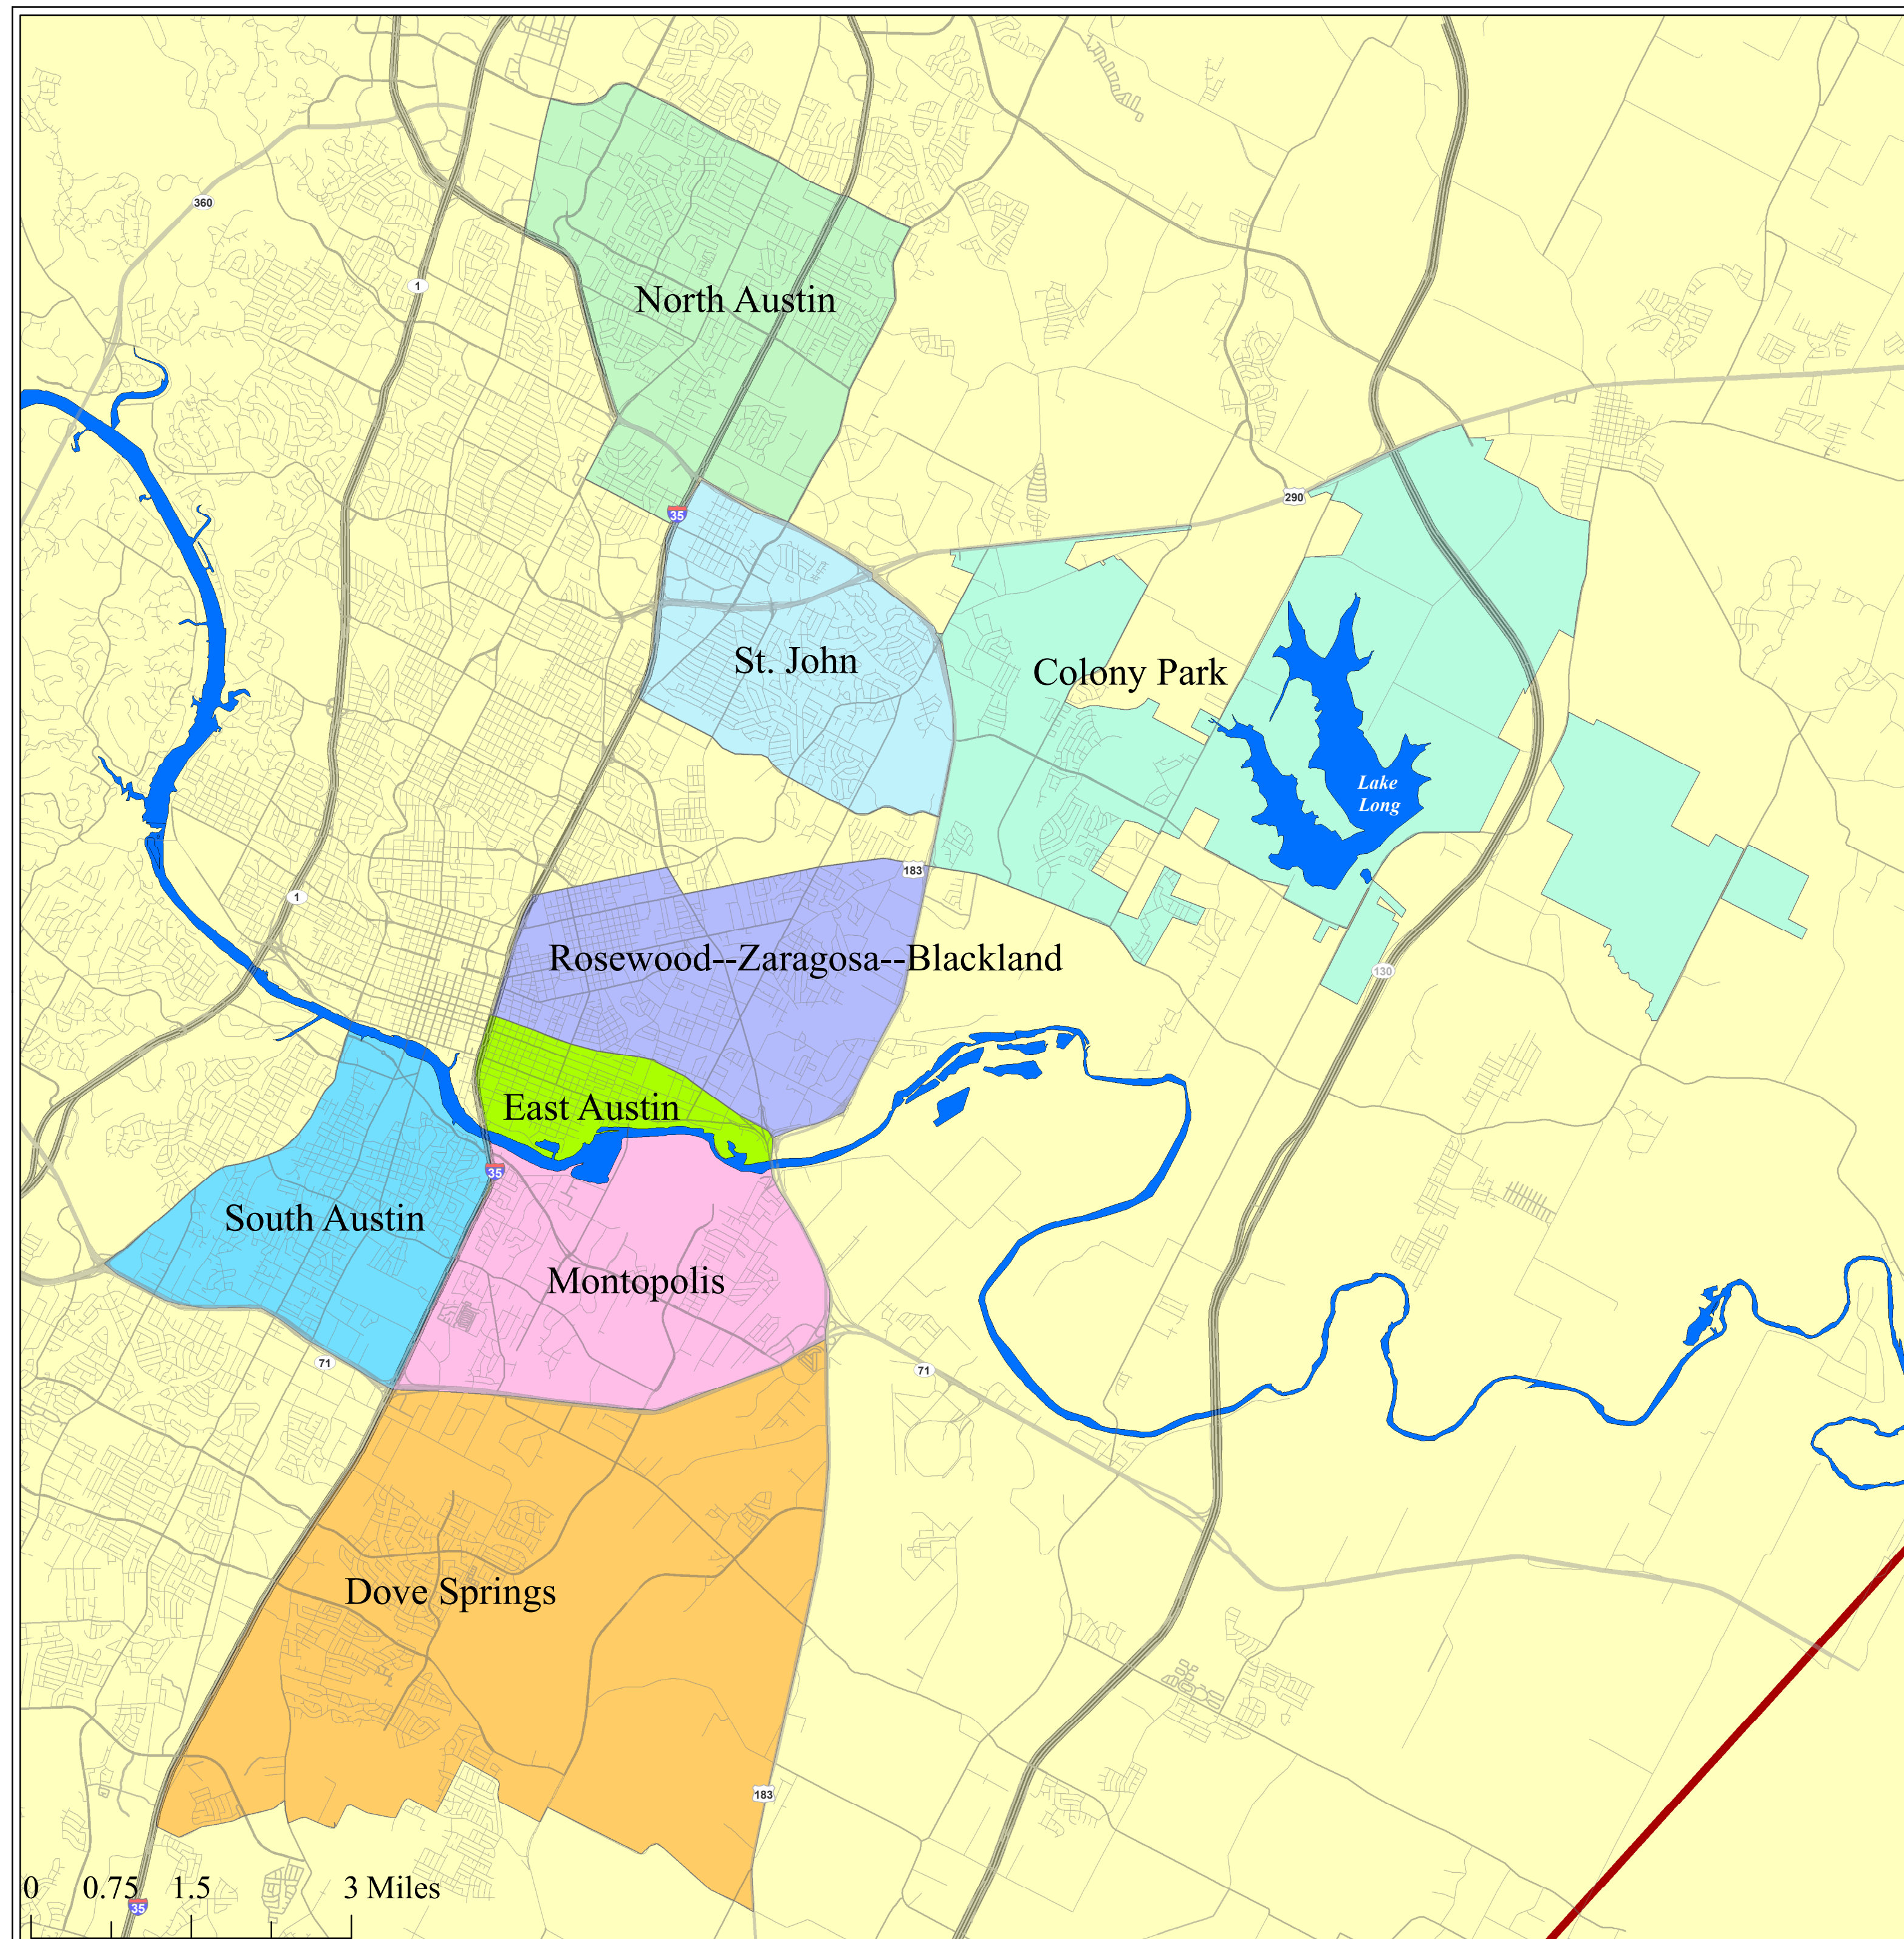 360
1
North Austin
290
35
St. John
Colony Park
Lake
Long
183
1
Rosewood--Zaragosa--Blackland
130
East Austin
35
South Austin
Montopolis
71
71
Dove Springs
183
0 0.75 1.5 3 Miles
35